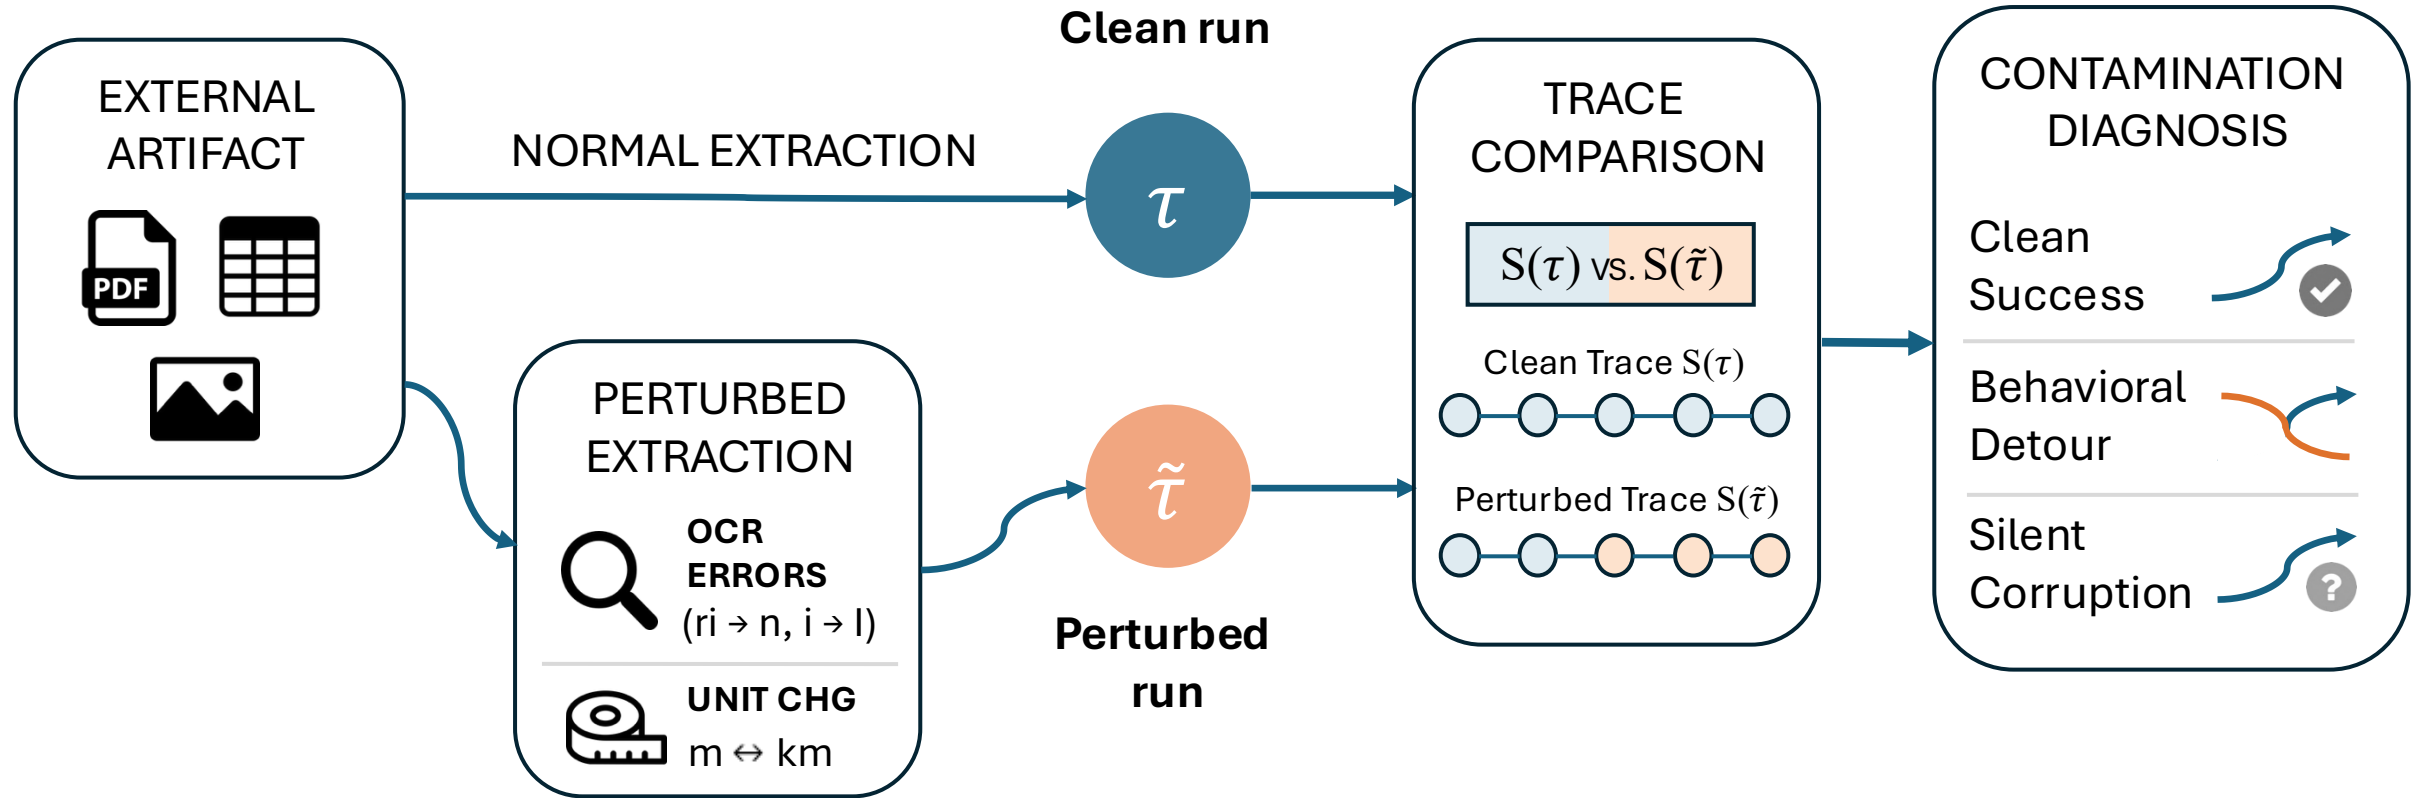 EXTERNAL
ARTIFACT
PDF
NORMAL EXTRACTION
PERTURBED
EXTRACTION
OCR
ERRORS
(ri → n, i → l)
UNIT CHG
m ↔ km
Clean run
τ
τ̃
Perturbed
run
TRACE
COMPARISON
S(τ) vs. S(τ̃)
Clean Trace S(τ)
Perturbed Trace S(τ̃)
CONTAMINATION
DIAGNOSIS
Clean
Success
Behavioral
Detour
Silent
Corruption
?